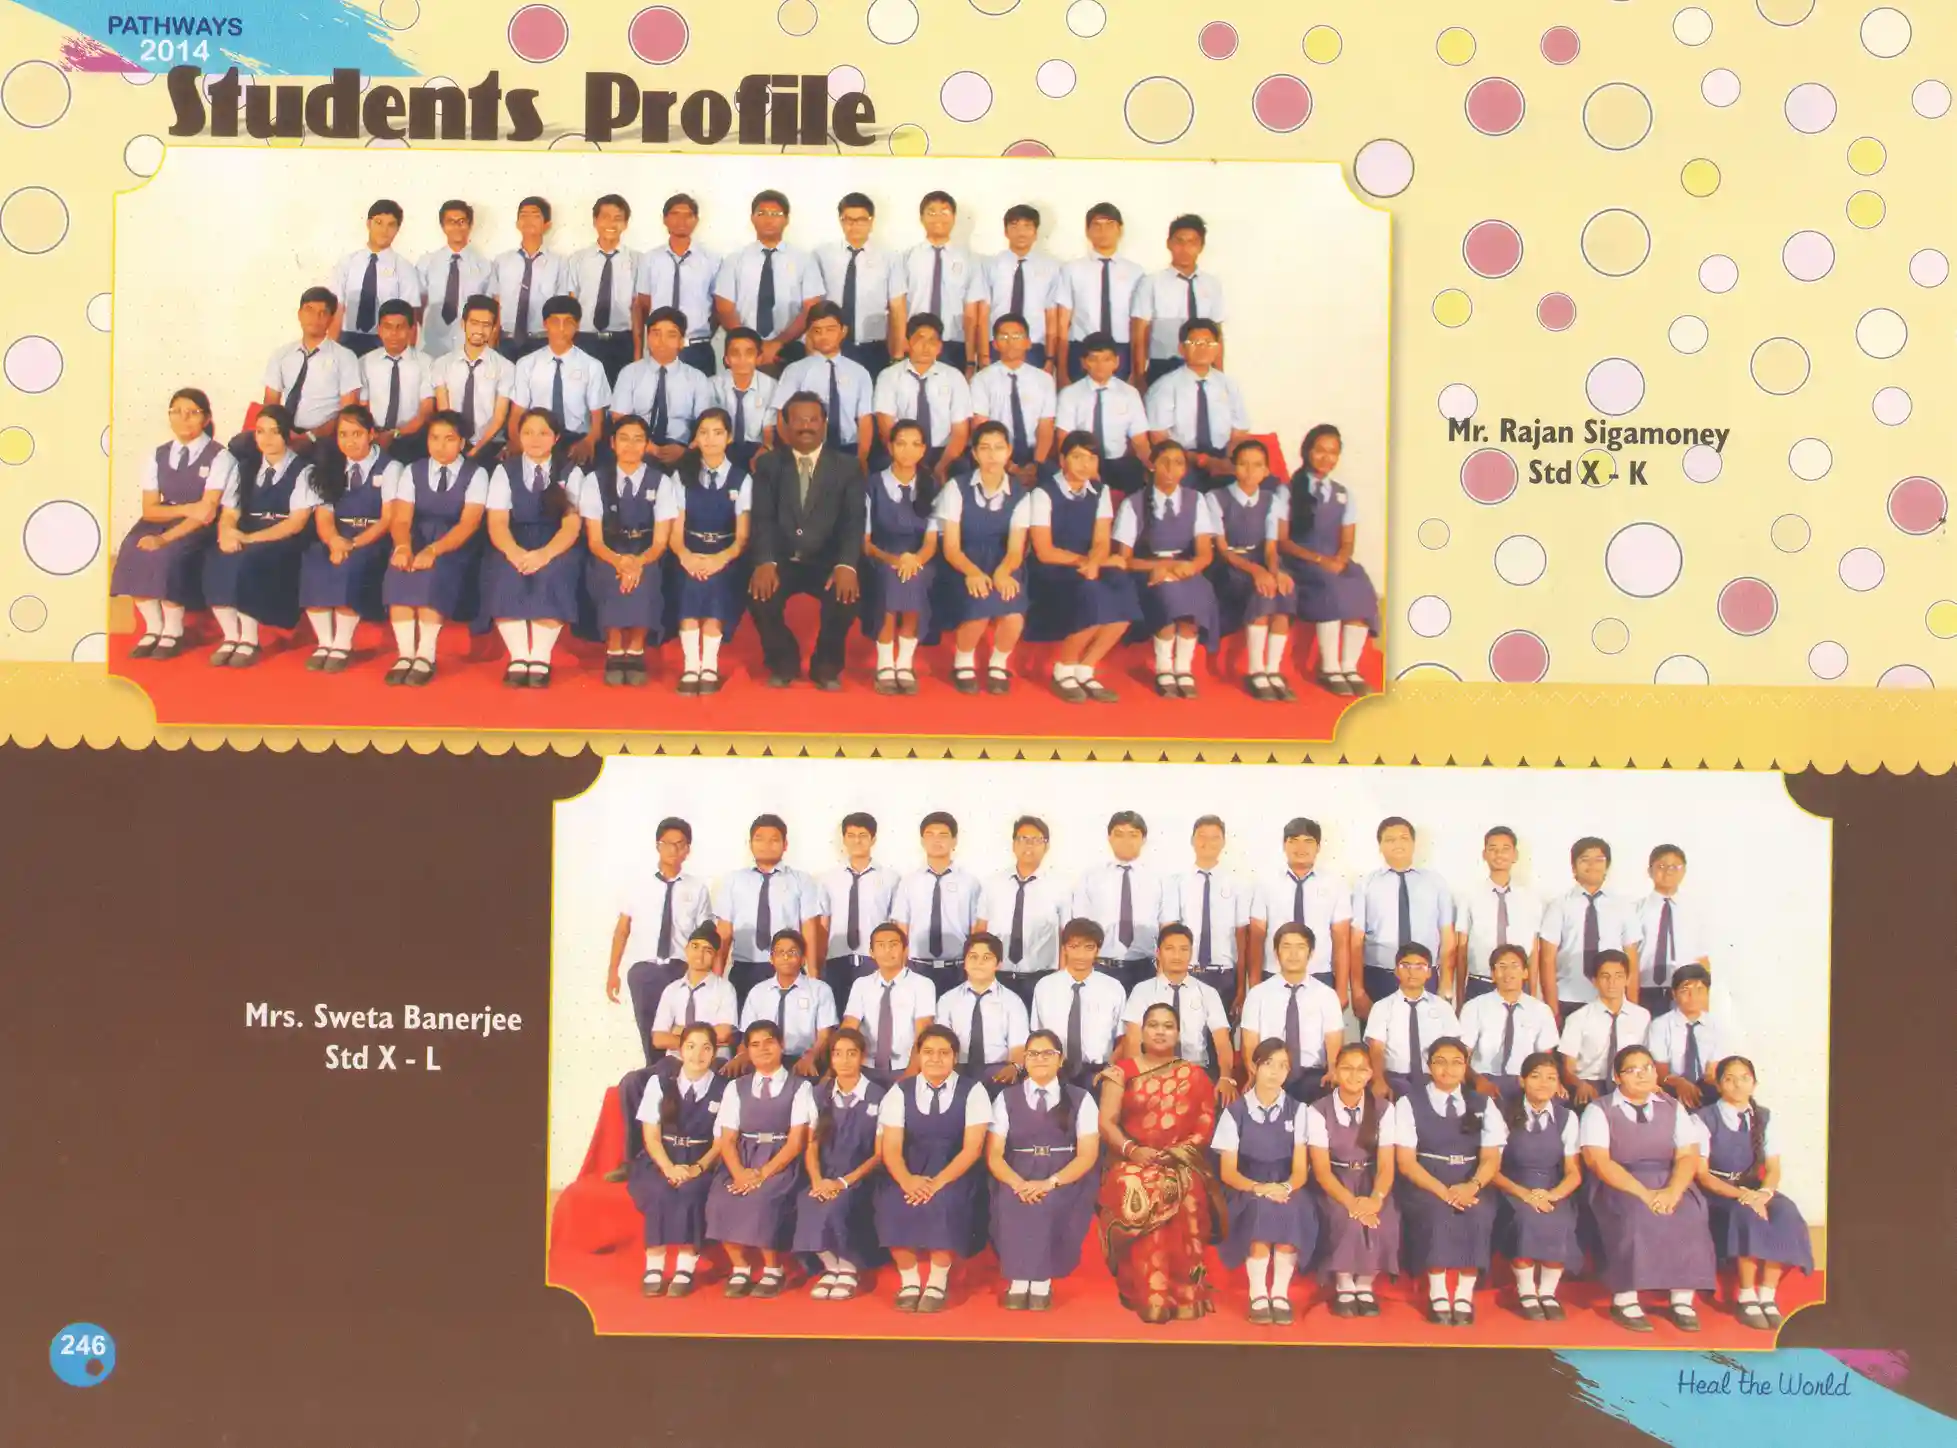 PATHWAYS
2014
Students Profile
Mr. Rajan Sigamoney
Std X - K
Mrs. Sweta Banerjee
Std X - L
246
Heal the World